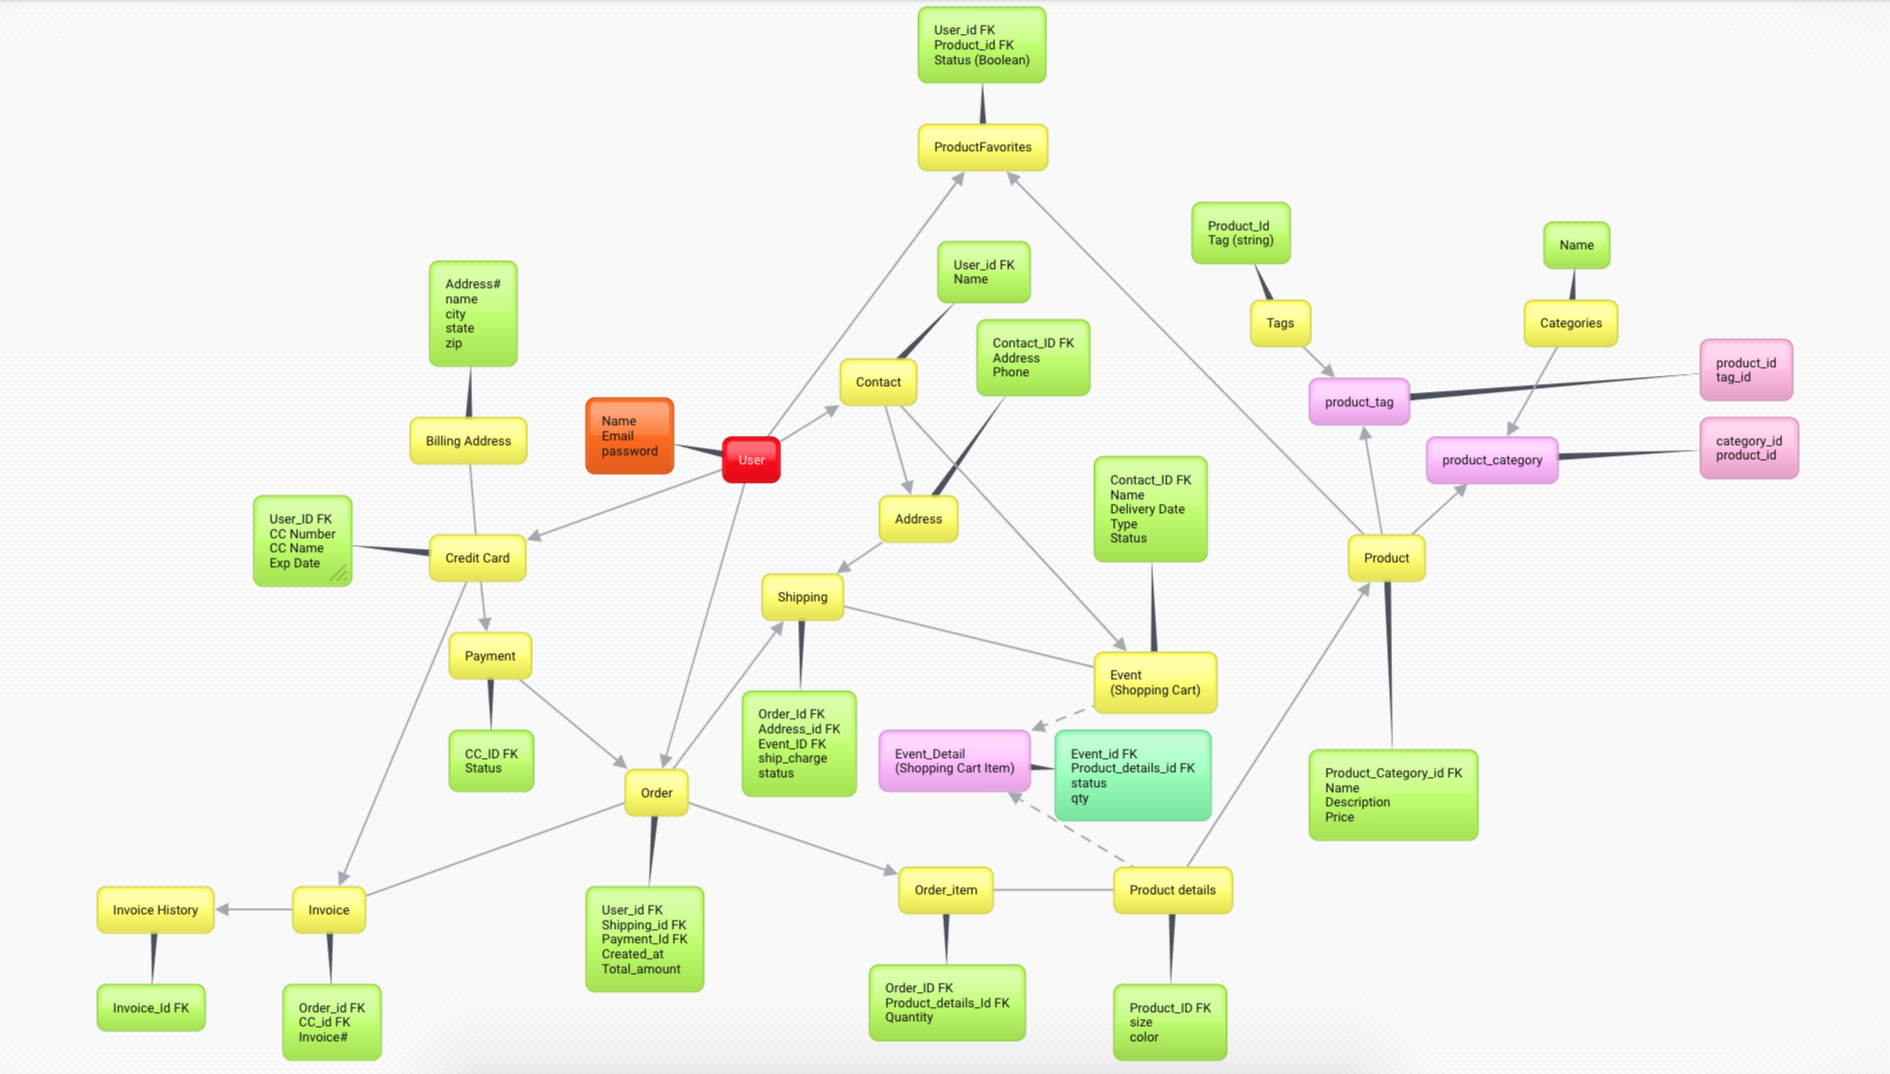 User_id FK
Product_id FK
Status (Boolean)
ProductFavorites
Product_Id
Tag (string)
Name
User_id FK
Name
Address#
name
city
state
zip
Tags
Categories
Contact_ID FK
Address
Phone
product_id
tag_id
Contact
product_tag
Name
Email
password
Billing Address
User
category_id
product_id
product_category
Contact_ID FK
Name
Delivery Date
Type
Status
User_ID FK
CC Number
CC Name
Exp Date
Address
Credit Card
Product
Shipping
Payment
Event
(Shopping Cart)
Order_Id FK
Address_id FK
Event_ID FK
ship_charge
status
CC_ID FK
Status
Event_Detail
(Shopping Cart Item)
Event_id FK
Product_details_id FK
status
qty
Product_Category_id FK
Name
Description
Price
Order
Order_item
Product details
Invoice History
Invoice
User_id FK
Shipping_id FK
Payment_Id FK
Created_at
Total_amount
Order_ID FK
Product_details_Id FK
Quantity
Invoice_Id FK
Order_id FK
CC_id FK
Invoice#
Product_ID FK
size
color